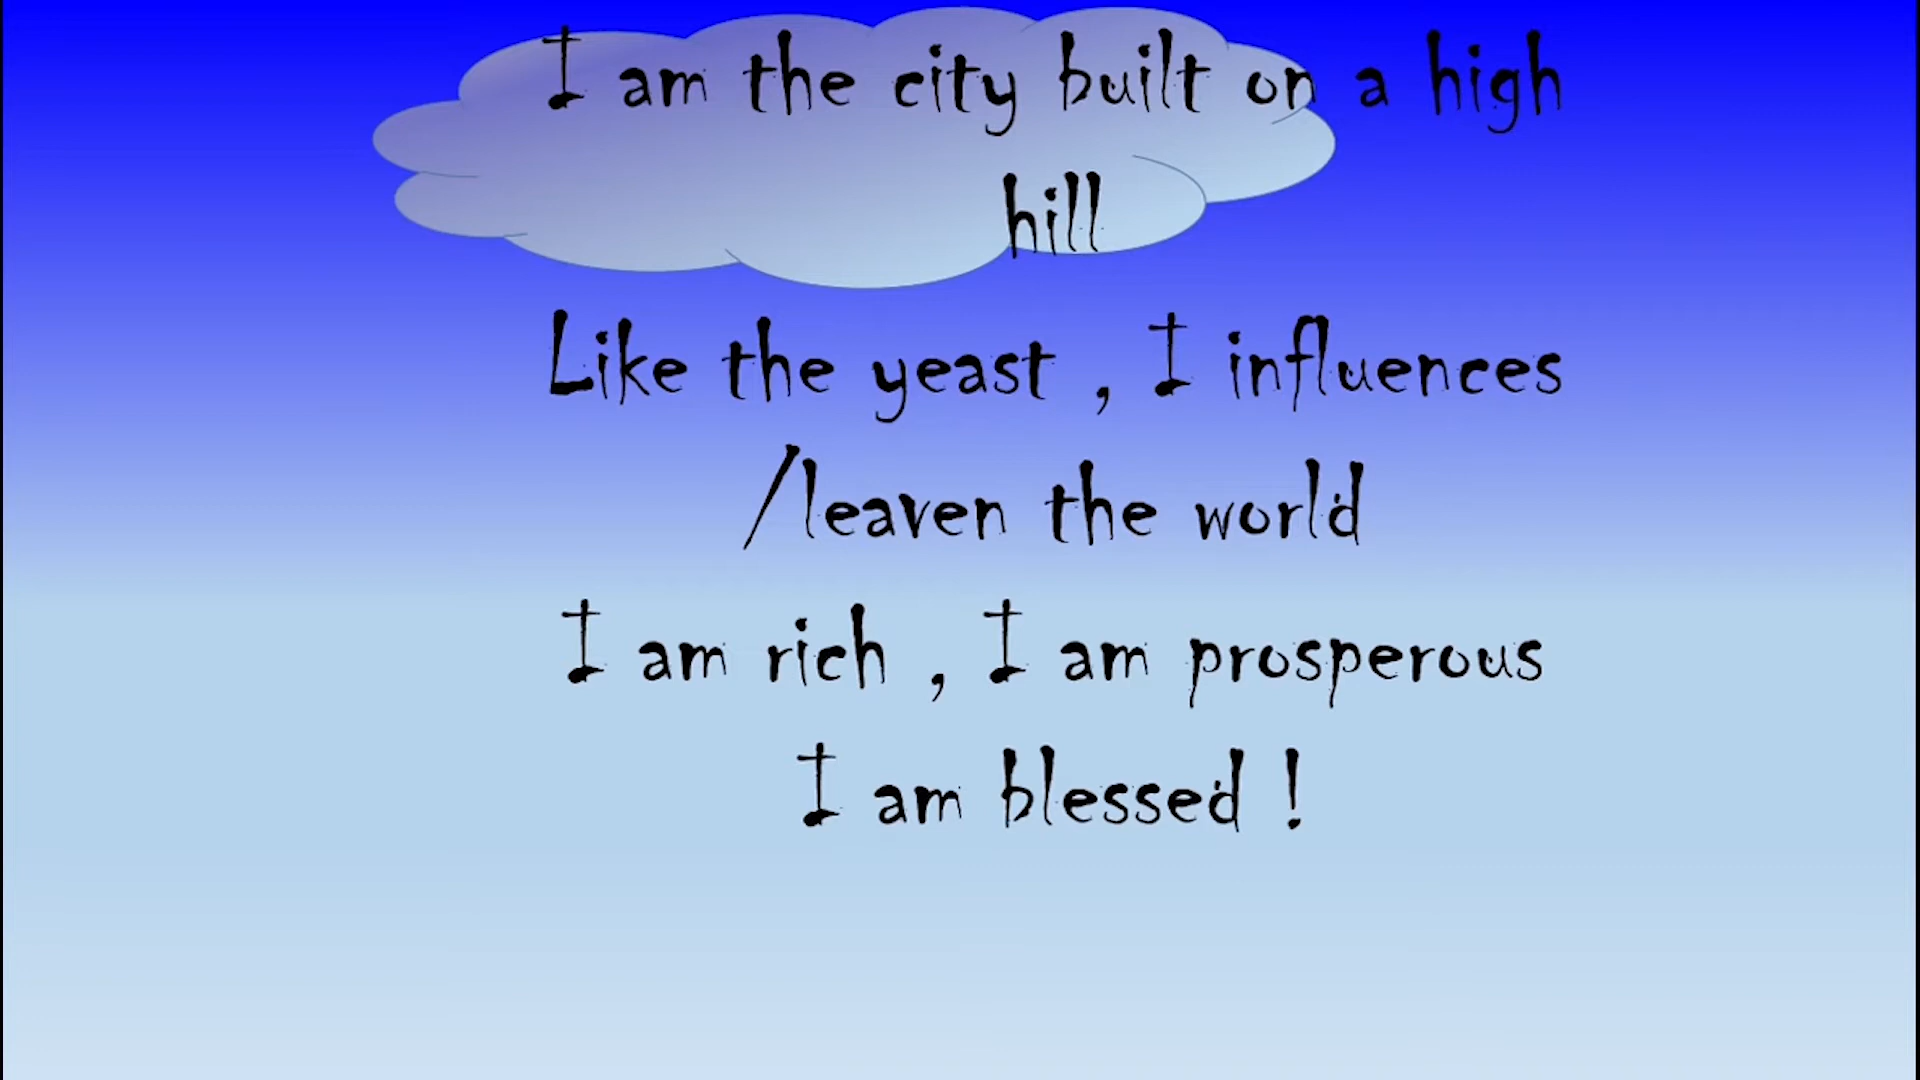 I am the city built on a high
hill
Like the yeast , I influences
/leaven the world
I am rich , I am prosperous
I am blessed !